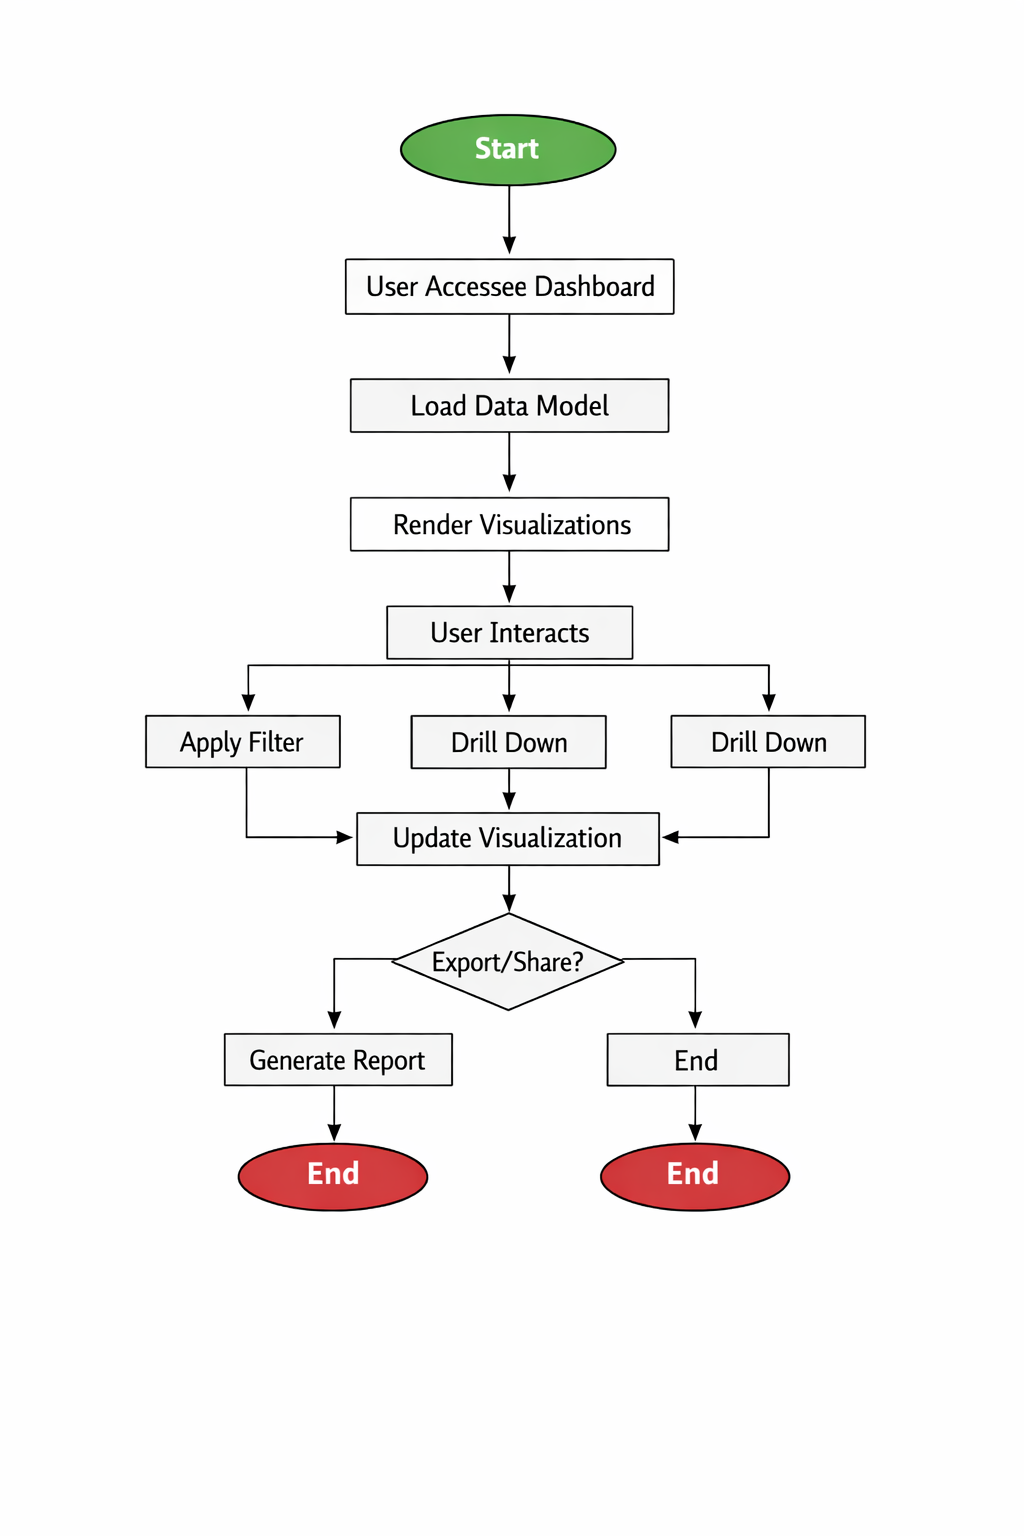 Start
User Accessee Dashboard
Load Data Model
Render Visualizations
User Interacts
Apply Filter
Drill Down
Drill Down
Update Visualization
Export/Share?
Generate Report
End
End
End